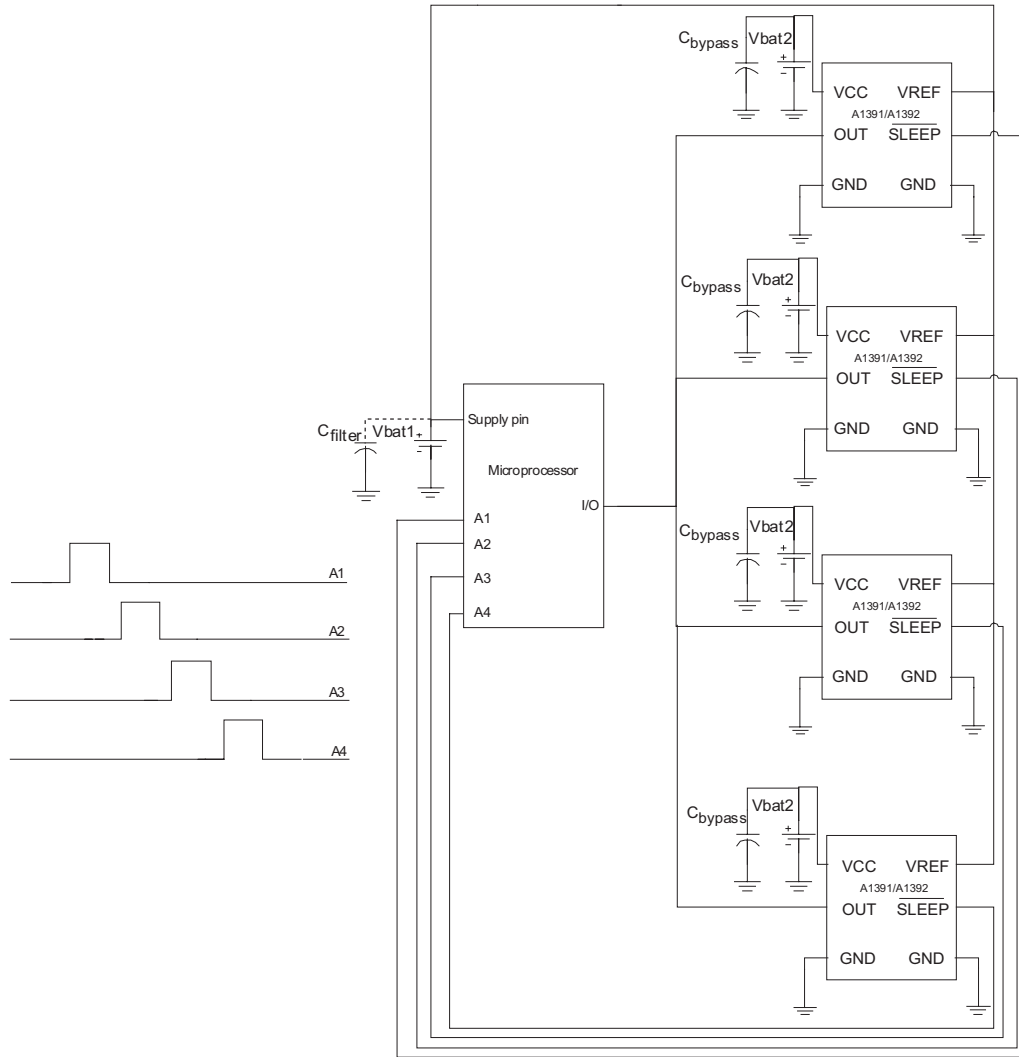 Cbypass
Vbat2
+
-
VCC VREF
A1391/A1392
OUT SLEEP
GND GND
Cbypass
Vbat2
+
-
VCC VREF
A1391/A1392
OUT SLEEP
GND GND
Cfilter
Vbat1
+
-
Supply pin
Microprocessor
I/O
A1
A2
A3
A4
Cbypass
Vbat2
+
-
VCC VREF
A1391/A1392
OUT SLEEP
GND GND
A1
A2
A3
A4
Cbypass
Vbat2
+
-
VCC VREF
A1391/A1392
OUT SLEEP
GND GND